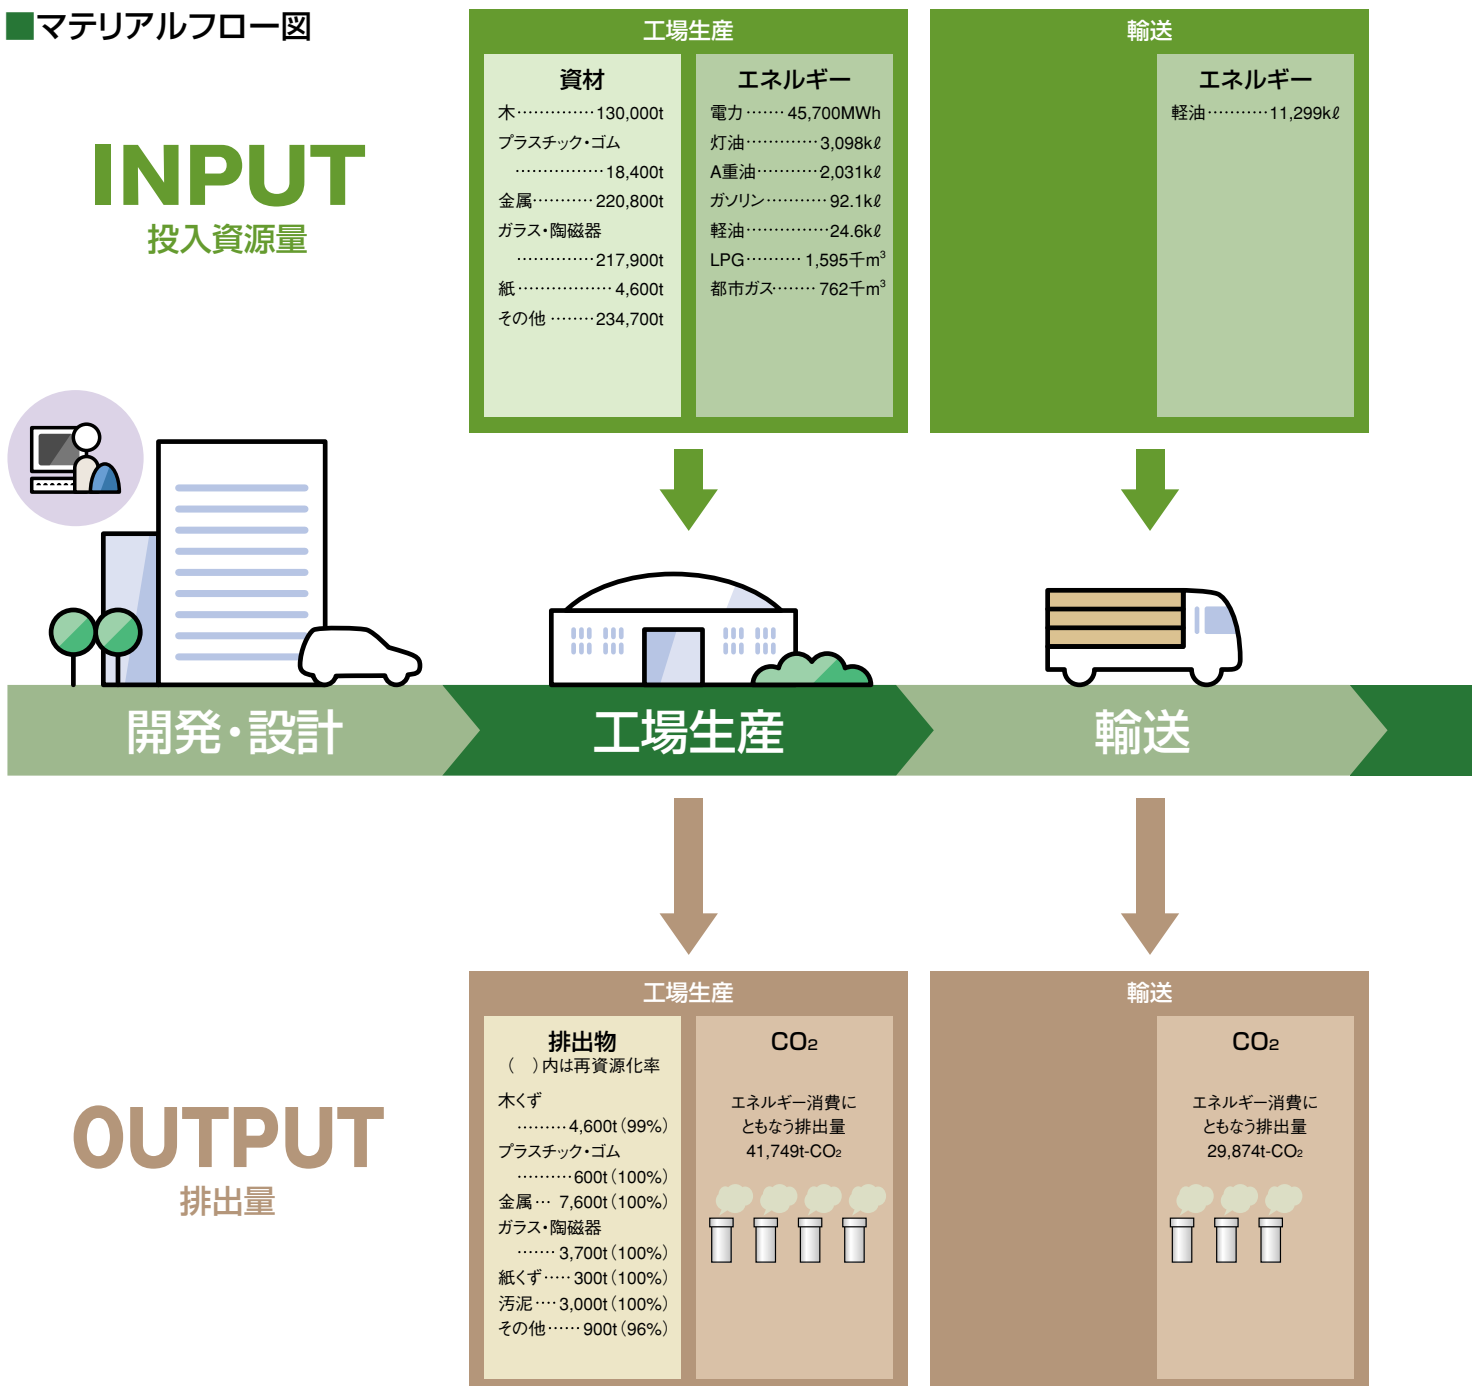 ■マテリアルフロー図
INPUT
投入資源量
工場生産
資材
木……………130,000t
プラスチック・ゴム
………………18,400t
金属…………220,800t
ガラス・陶磁器
……………217,900t
紙………………4,600t
その他………234,700t
エネルギー
電力……45,700MWh
灯油…………3,098kℓ
A重油…………2,031kℓ
ガソリン…………92.1kℓ
軽油……………24.6kℓ
LPG………1,595千m³
都市ガス………762千m³
輸送
エネルギー
軽油…………11,299kℓ
開発・設計
工場生産
輸送
OUTPUT
排出量
工場生産
排出物
（　）内は再資源化率
木くず
………4,600t（99%）
プラスチック・ゴム
………600t（100%）
金属…7,600t（100%）
ガラス・陶磁器
……3,700t（100%）
紙くず……300t（100%）
汚泥……3,000t（100%）
その他……900t（96%）
CO₂
エネルギー消費に
ともなう排出量
41,749t-CO₂
輸送
CO₂
エネルギー消費に
ともなう排出量
29,874t-CO₂